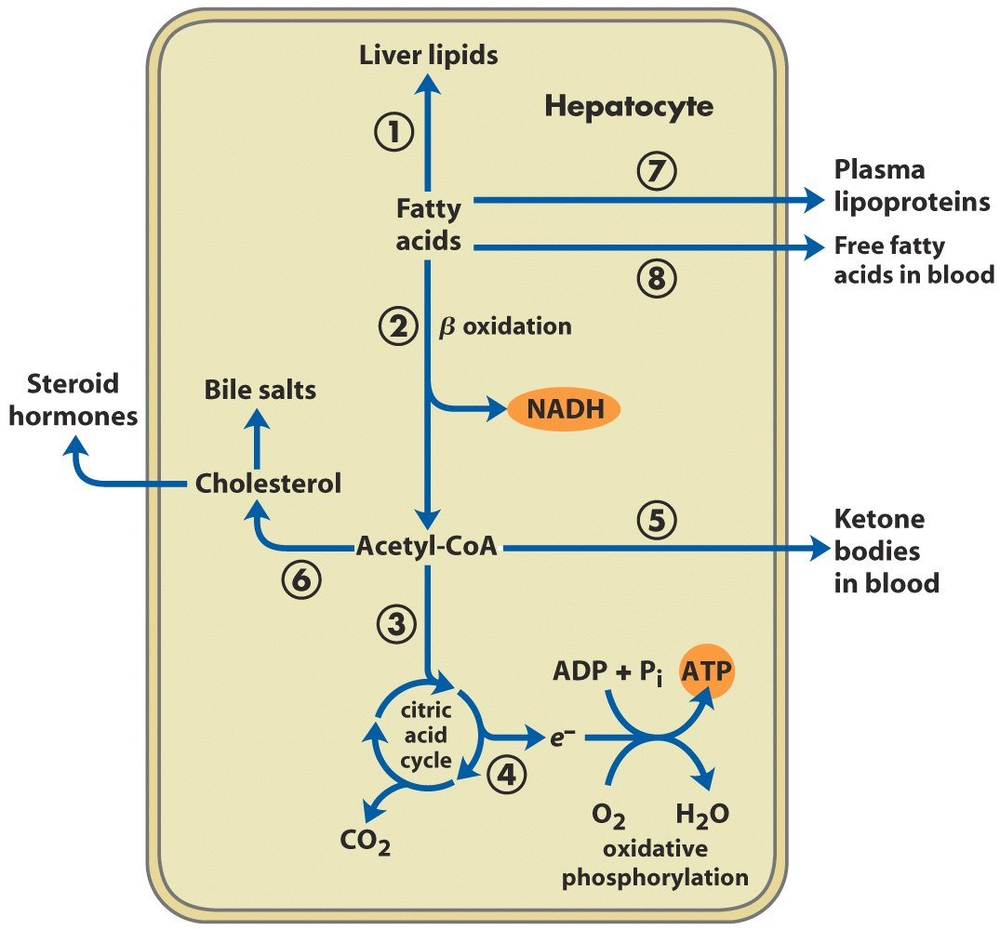 Liver lipids
Hepatocyte
①
⑦
Plasma
lipoproteins
Fatty
acids
Free fatty
acids in blood
⑧
②
β oxidation
NADH
Steroid
hormones
Bile salts
Cholesterol
⑤
Ketone
bodies
in blood
Acetyl-CoA
⑥
③
ADP + Pi
ATP
citric
acid
cycle
e–
④
CO2
O2
H2O
oxidative
phosphorylation